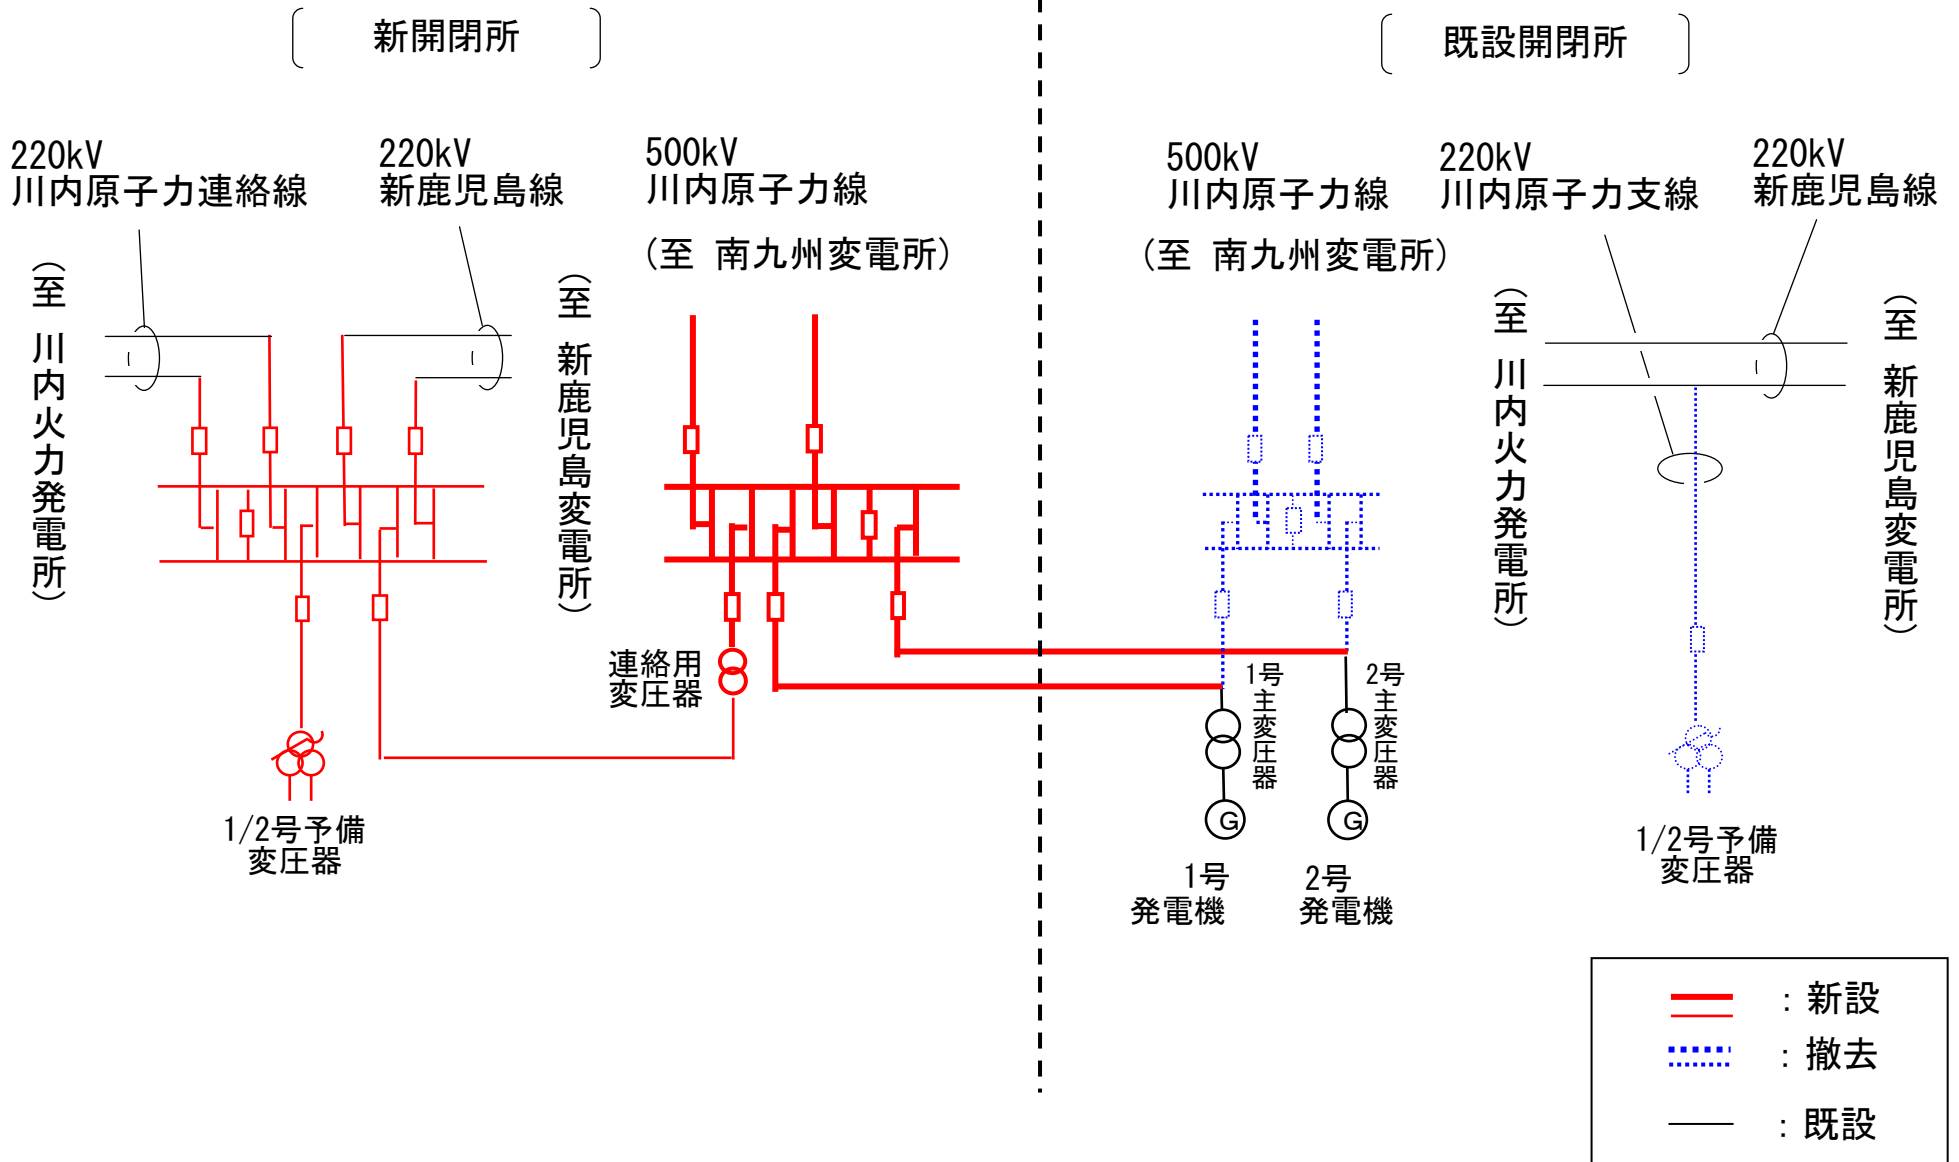 新開閉所
既設開閉所
220kV
川内原子力連絡線
220kV
新鹿児島線
500kV
川内原子力線
(至 南九州変電所)
(至 川内火力発電所)
(至 新鹿児島変電所)
500kV
川内原子力線
(至 南九州変電所)
220kV
川内原子力支線
220kV
新鹿児島線
(至 川内火力発電所)
(至 新鹿児島変電所)
連絡用
変圧器
1/2号予備
変圧器
1号主変圧器
2号主変圧器
G
G
1号
発電機
2号
発電機
1/2号予備
変圧器
：新設
：撤去
：既設